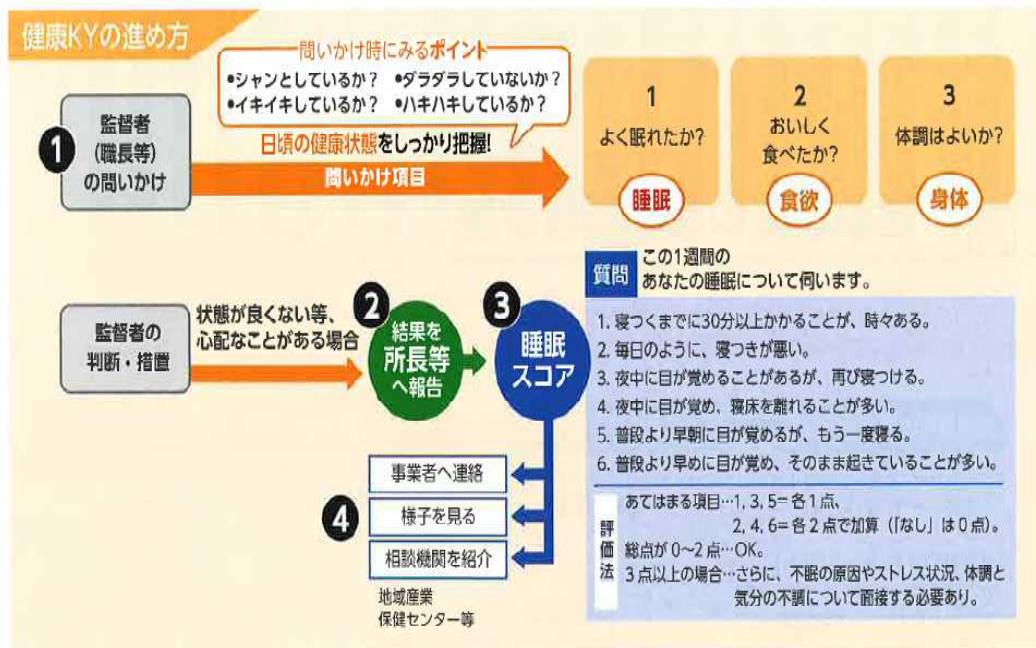 健康KYの進め方
問いかけ時にみるポイント
•シャンとしているか? •ダラダラしていないか?
•イキイキしているか? •ハキハキしているか?
1
監督者
(職長等)
の問いかけ
日頃の健康状態をしっかり把握!
問いかけ項目
1
よく眠れたか?
睡眠
2
おいしく
食べたか?
食欲
3
体調はよいか?
身体
監督者の
判断・措置
状態が良くない等、
心配なことがある場合
2
結果を
所長等
へ報告
3
睡眠
スコア
4
事業者へ連絡
様子を見る
相談機関を紹介
地域産業
保健センター等
質問
この1週間の
あなたの睡眠について伺います。
1. 寝つくまでに30分以上かかることが、時々ある。
2. 毎日のように、寝つきが悪い。
3. 夜中に目が覚めることがあるが、再び寝つける。
4. 夜中に目が覚め、寝床を離れることが多い。
5. 普段より早朝に目が覚めるが、もう一度寝る。
6. 普段より早めに目が覚め、そのまま起きていることが多い。
評価法
あてはまる項目…1, 3, 5=各1点、
2, 4, 6=各2点で加算(「なし」は0点)。
総点が0~2点…OK。
3点以上の場合…さらに、不眠の原因やストレス状況、体調と
気分の不調について面接する必要あり。